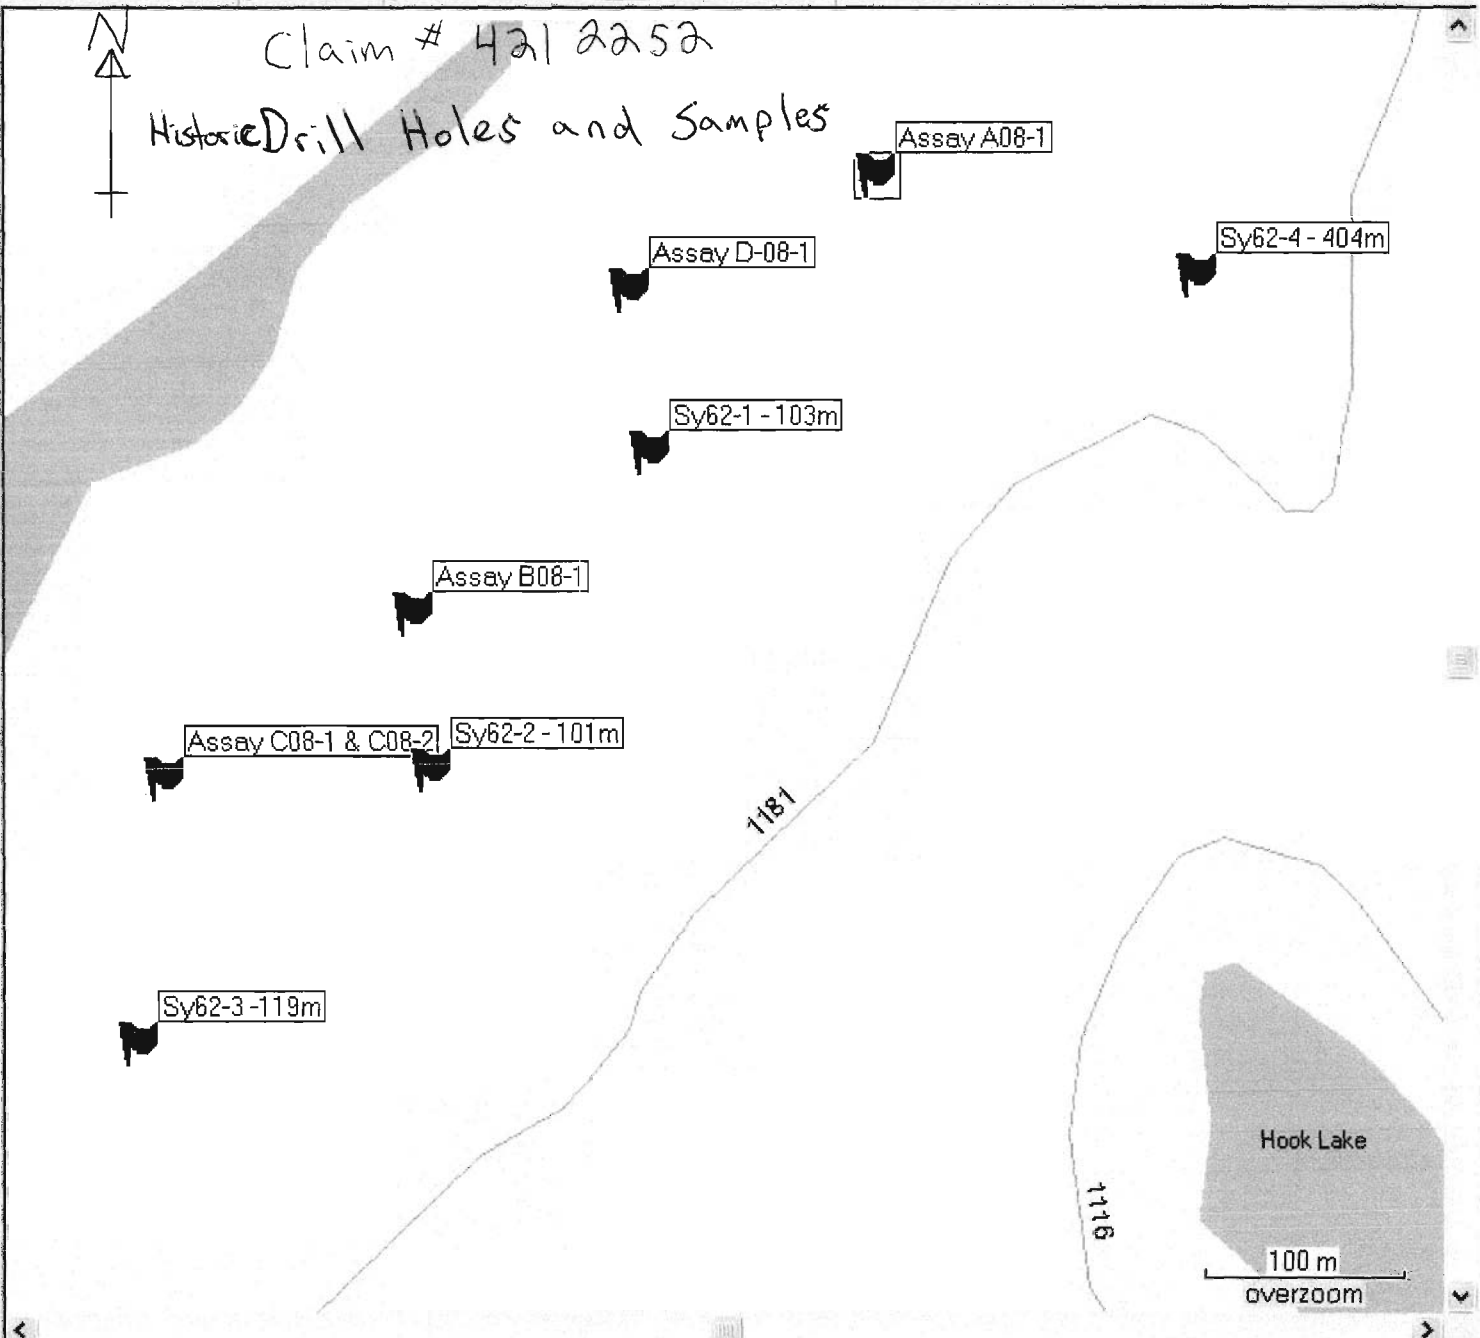 N
Claim # 4212252
Historic Drill Holes and Samples
Assay A08-1
Sy62-4 - 404m
Assay D-08-1
Sy62-1 - 103m
Assay B08-1
Assay C08-1 & C08-2
Sy62-2 - 101m
1181
Sy62-3 -119m
Hook Lake
1116
100 m
overzoom